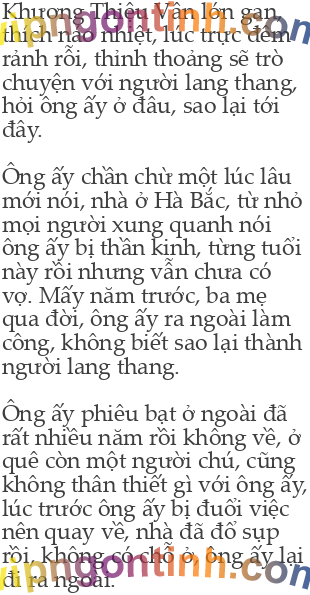 Khương Thiệu Văn lớn gan,
thích náo nhiệt, lúc trực đêm
rảnh rỗi, thỉnh thoảng sẽ trò
chuyện với người lang thang,
hỏi ông ấy ở đâu, sao lại tới
đây.
Ông ấy chần chừ một lúc lâu
mới nói, nhà ở Hà Bắc, từ nhỏ
mọi người xung quanh nói
ông ấy bị thần kinh, từng tuổi
này rồi nhưng vẫn chưa có
vợ. Mấy năm trước, ba mẹ
qua đời, ông ấy ra ngoài làm
công, không biết sao lại thành
người lang thang.
Ông ấy phiêu bạt ở ngoài đã
rất nhiều năm rồi không về, ở
quê còn một người chú, cũng
không thân thiết gì với ông ấy,
lúc trước ông ấy bị đuổi việc
nên quay về, nhà đã đổ sụp
rồi, không có chỗ ở, ông ấy lại
đi ra ngoài.
vipngontinh.com
vipngontinh.com